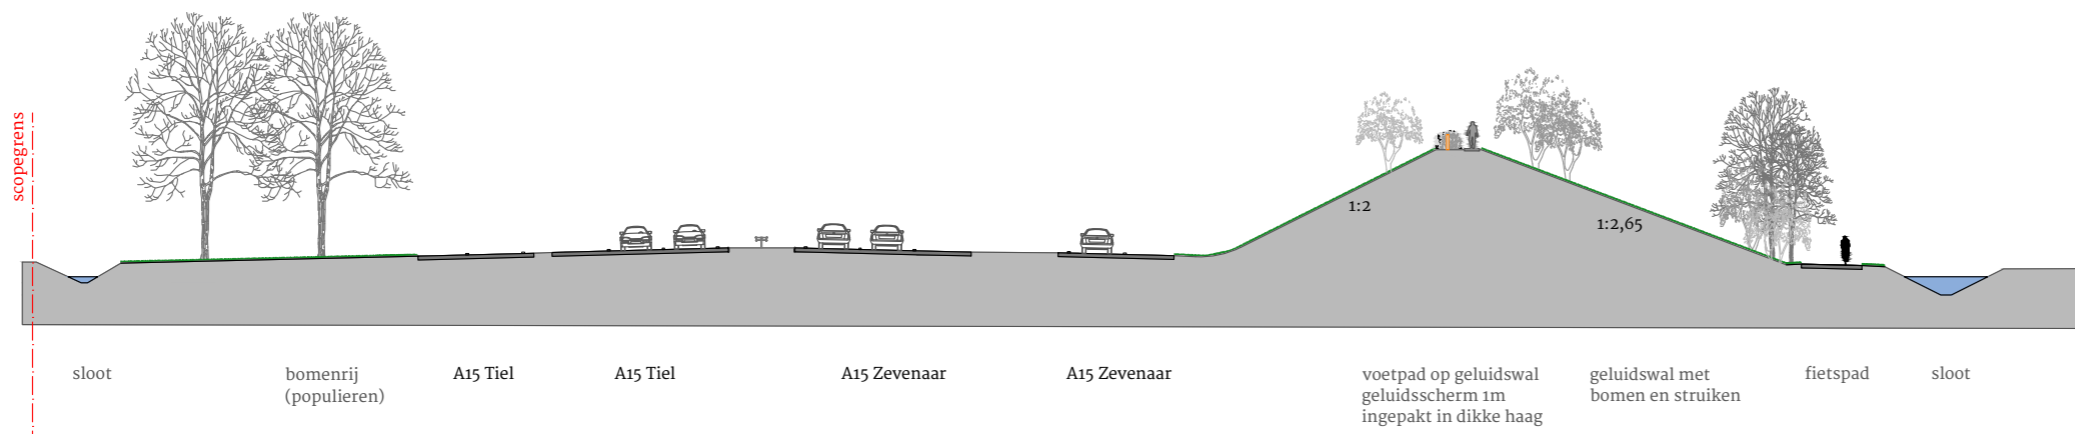 scopegrens
1:2
1:2,65
sloot
bomenrij
(populieren)
A15 Tiel
A15 Tiel
A15 Zevenaar
A15 Zevenaar
voetpad op geluidswal
geluidsscherm 1m
ingepakt in dikke haag
geluidswal met
bomen en struiken
fietspad
sloot